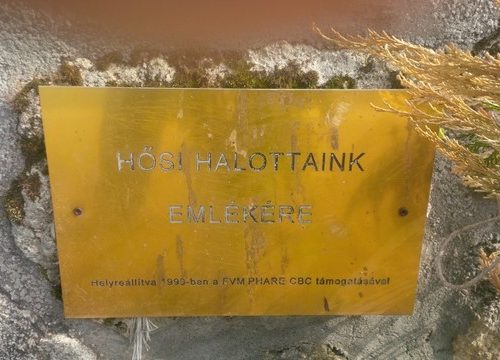 HŐSI HALOTTAINK
EMLÉKÉRE
Helyreállítva 1999-ben a FVM PHARE CBC támogatásával